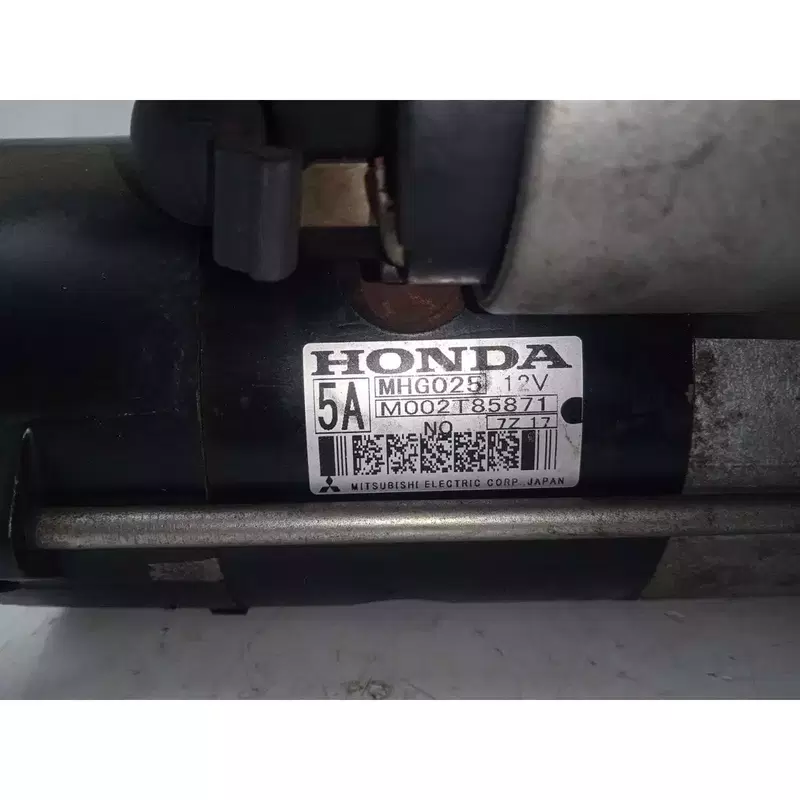 HONDA
5A MHG025 12V
M002T85871
NO 7Z 17
MITSUBISHI ELECTRIC CORP. JAPAN